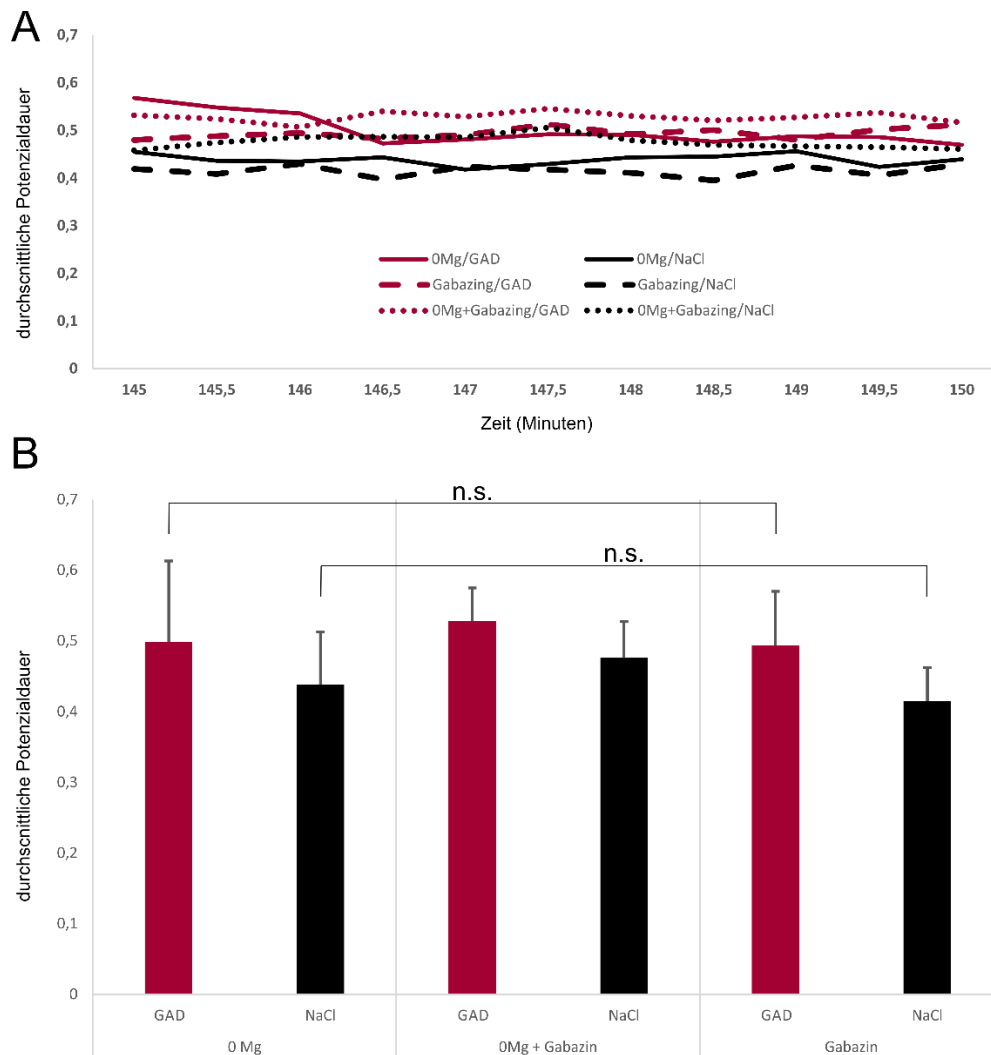 A
0,7
0,6
0,5
0,4
0,3
0,2
0,1
0
durchscnittliche Potenzialdauer
0Mg/GAD 0Mg/NaCl
Gabazing/GAD Gabazing/NaCl
0Mg+Gabazing/GAD 0Mg+Gabazing/NaCl
145 145,5 146 146,5 147 147,5 148 148,5 149 149,5 150
Zeit (Minuten)
B
0,7
0,6
0,5
0,4
0,3
0,2
0,1
0
durchscnittliche Potenzialdauer
n.s.
n.s.
GAD NaCl GAD NaCl GAD NaCl
0 Mg 0Mg + Gabazin Gabazin